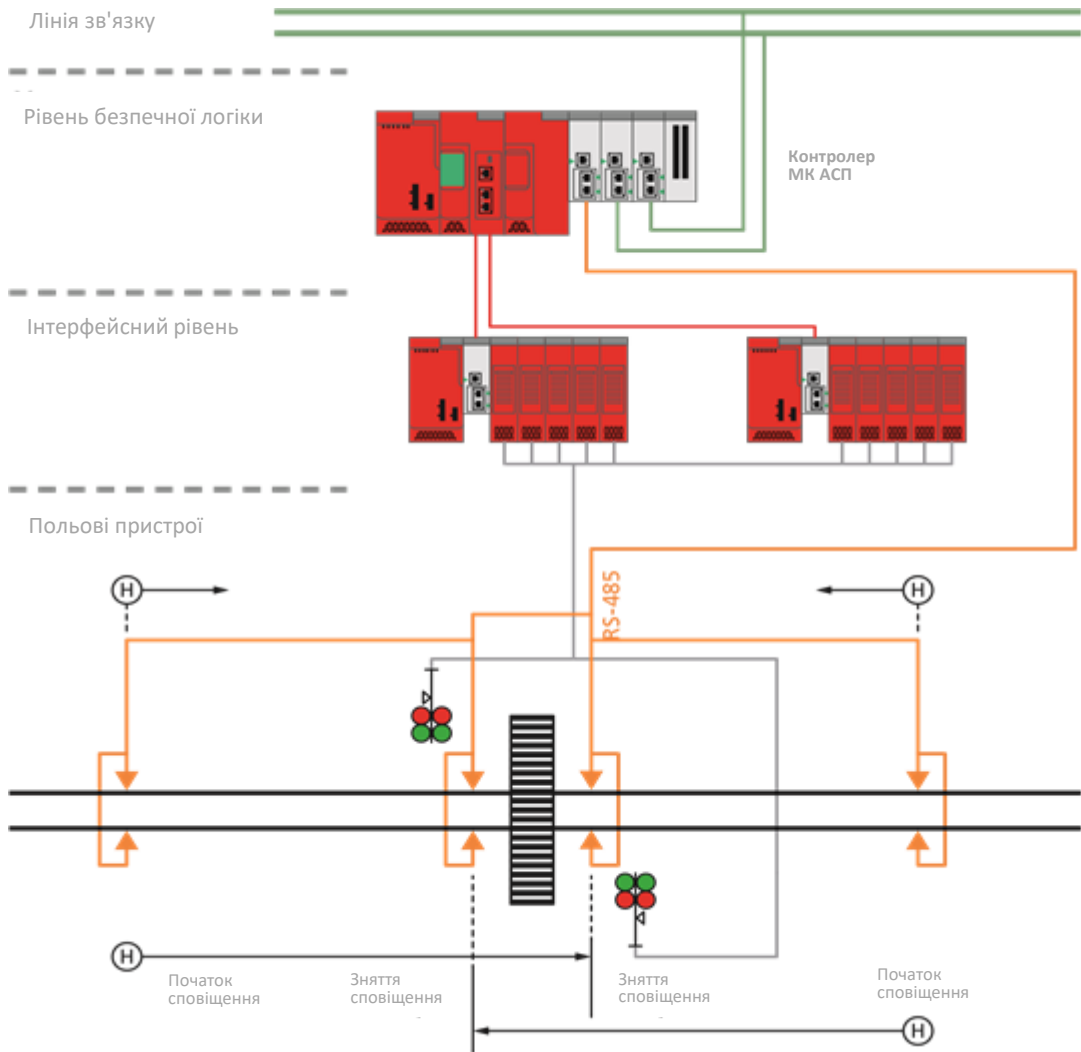 Лінія зв'язку
Рівень безпечної логіки
Контролер
МК АСП
Інтерфейсний рівень
Польові пристрої
Н
Н
RS-485
Н
Початок
сповіщення
Зняття
сповіщення
Зняття
сповіщення
Початок
сповіщення
Н